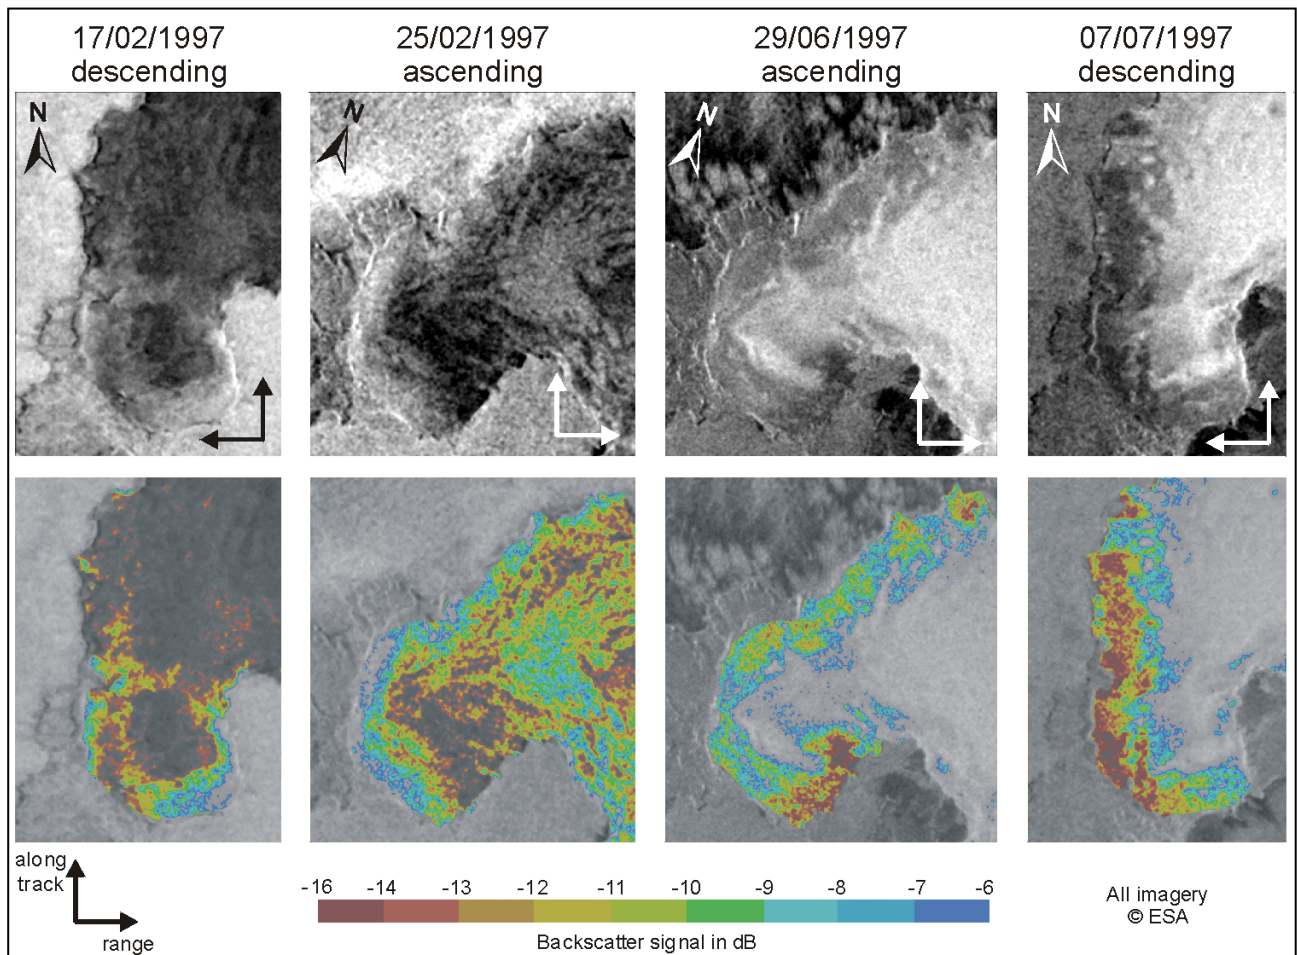 17/02/1997
descending
25/02/1997
ascending
29/06/1997
ascending
07/07/1997
descending
N
N
N
N
along
track
range
-16 -14 -13 -12 -11 -10 -9 -8 -7 -6
Backscatter signal in dB
All imagery
© ESA